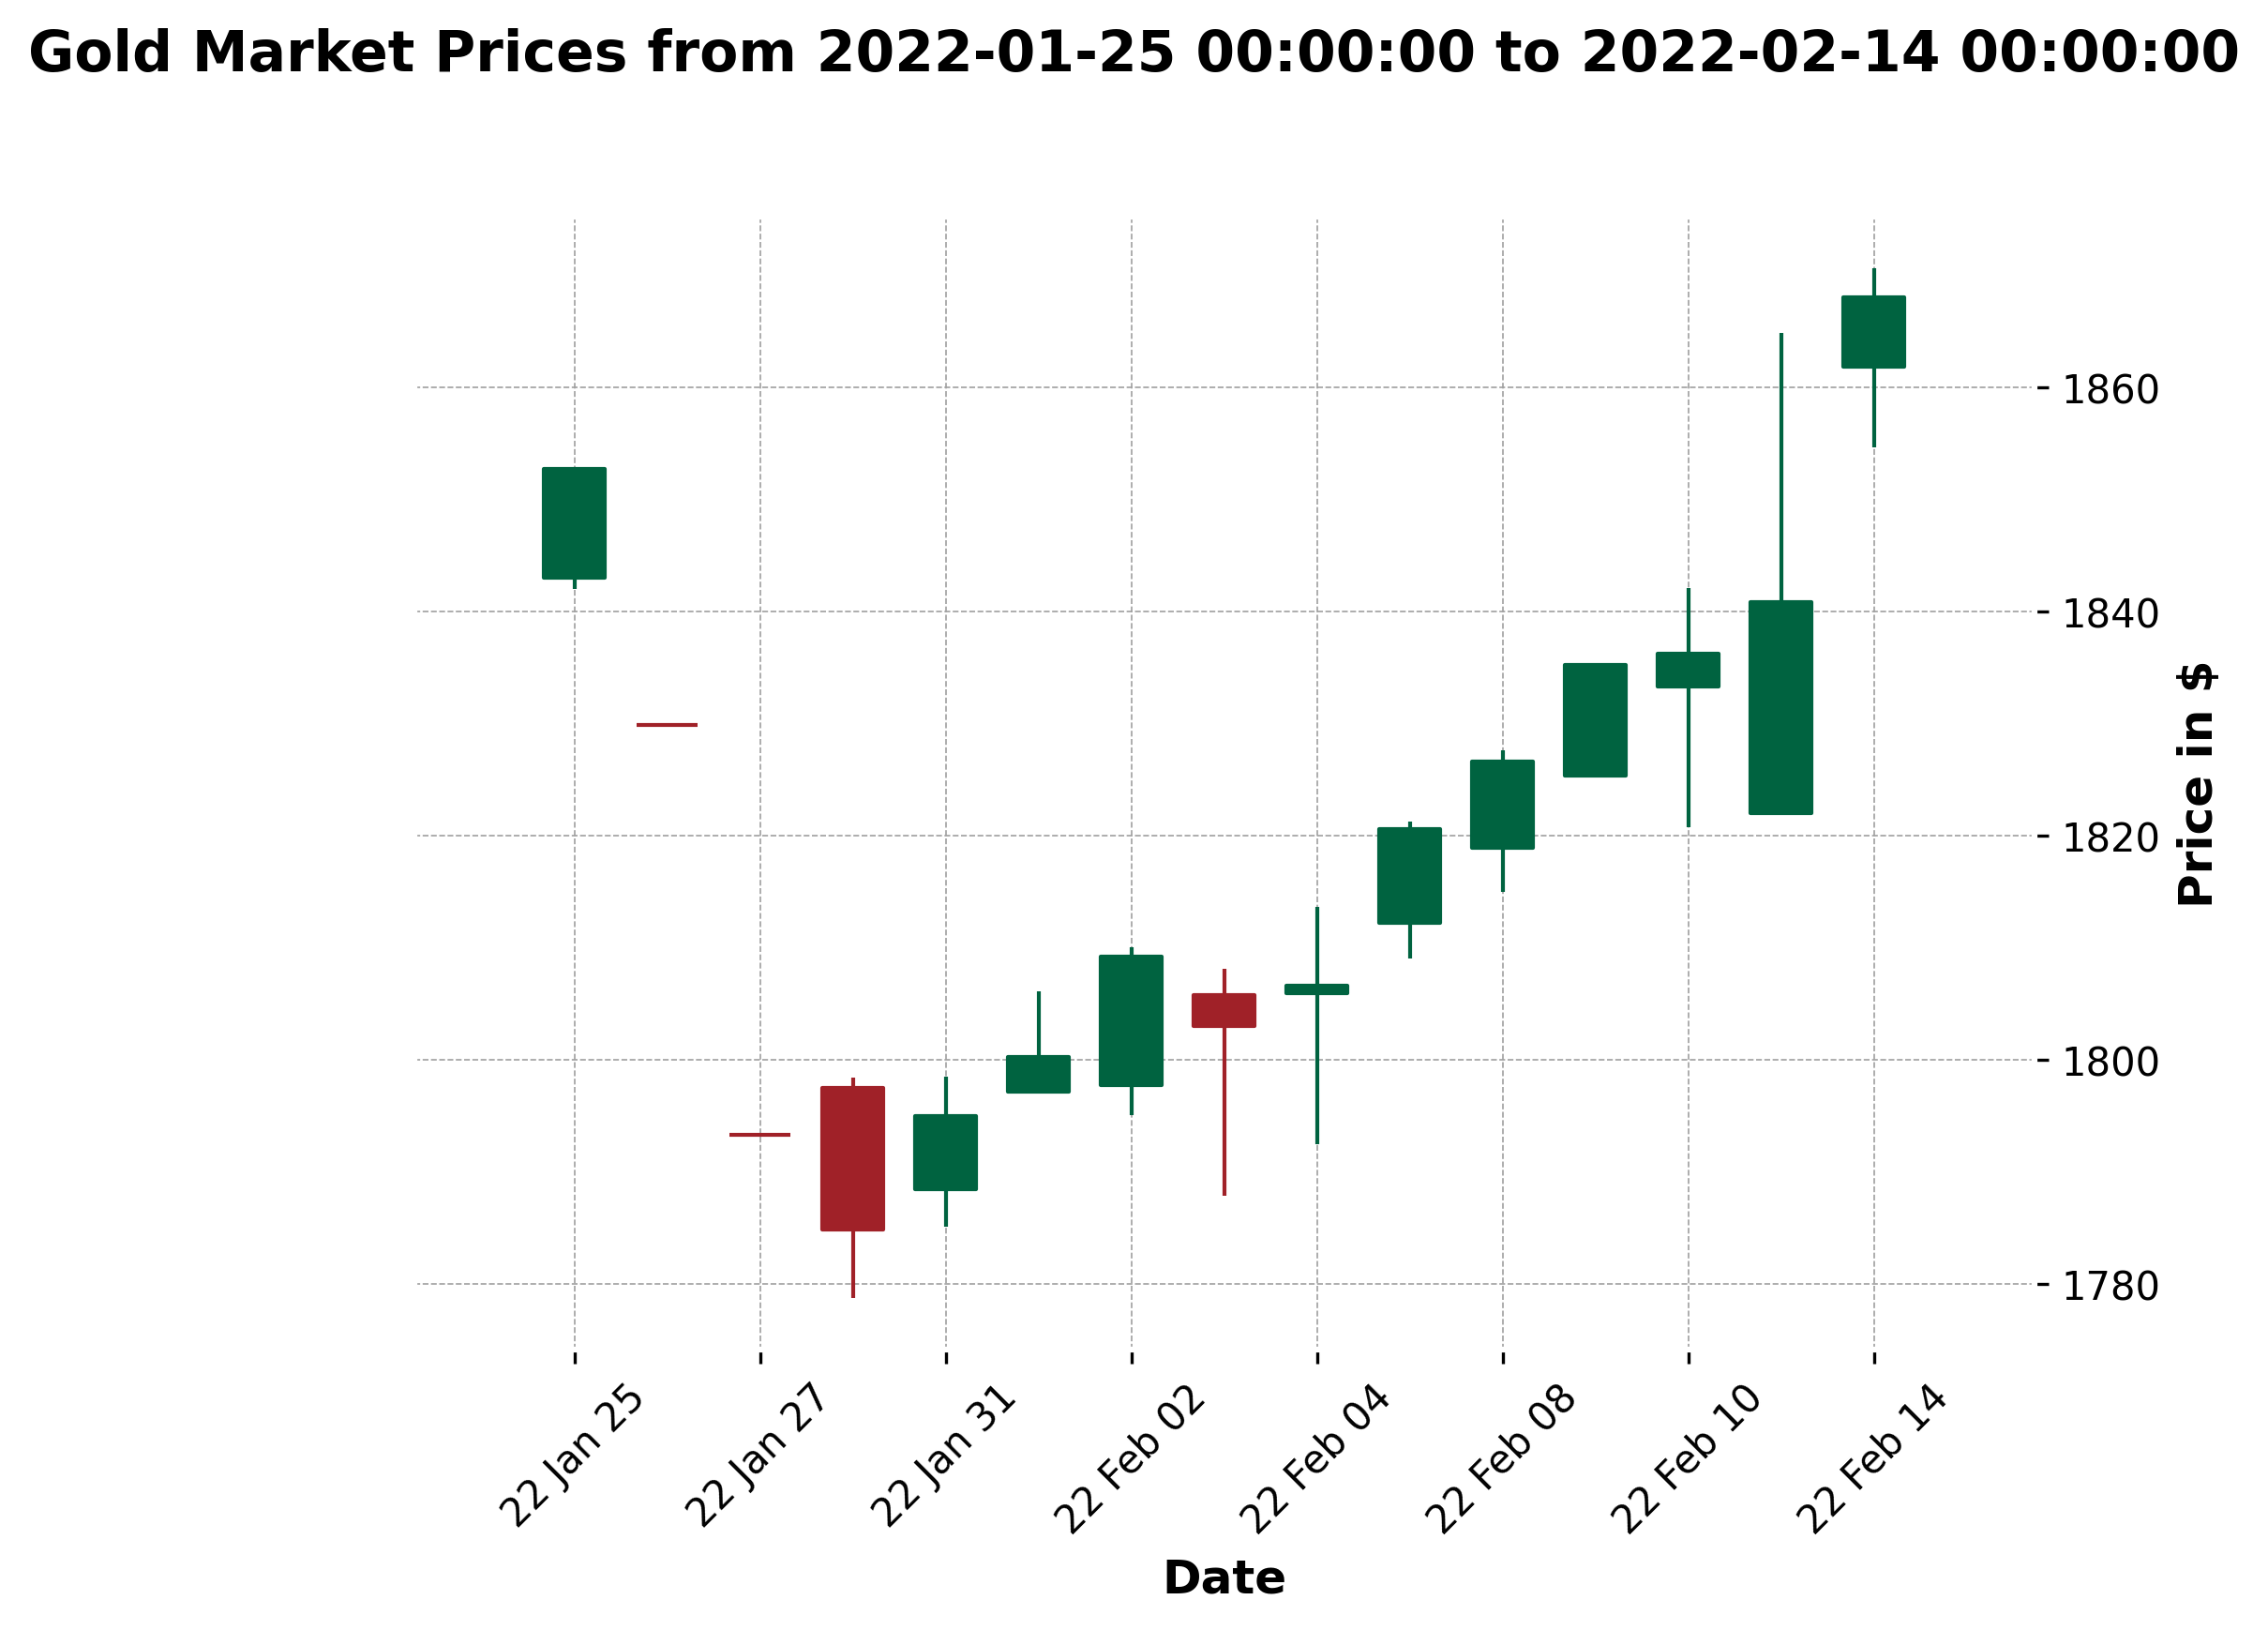 Gold Market Prices from 2022-01-25 00:00:00 to 2022-02-14 00:00:00
1860
1840
1820
1800
1780
Price in $
22 Jan 25
22 Jan 27
22 Jan 31
22 Feb 02
22 Feb 04
22 Feb 08
22 Feb 10
22 Feb 14
Date